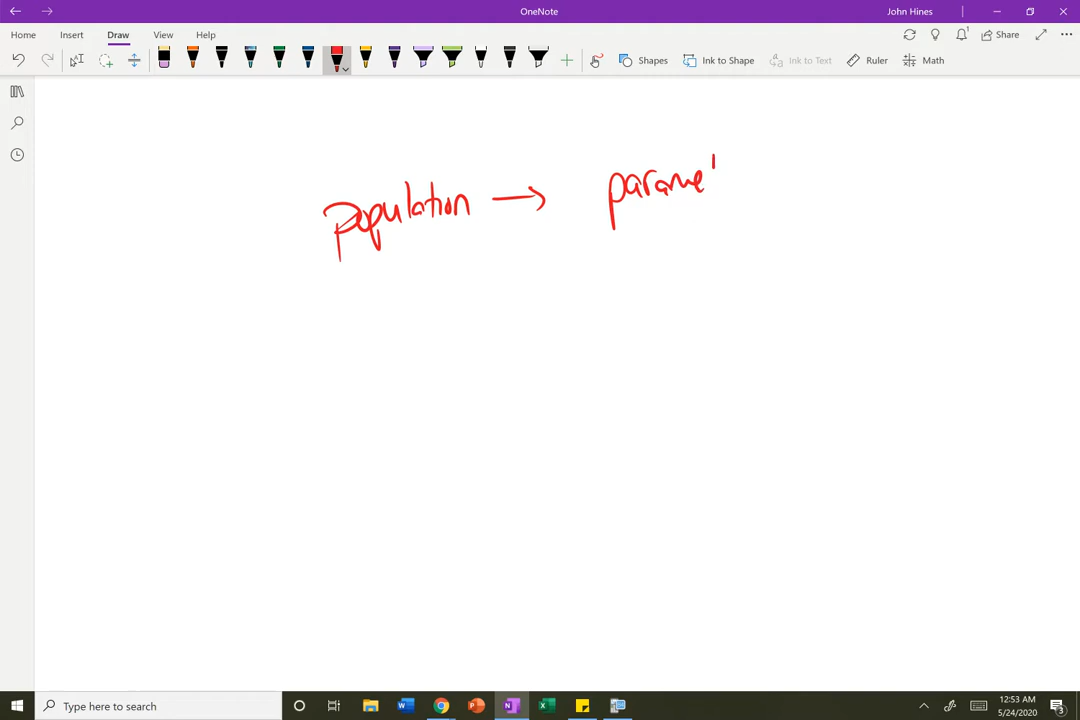 OneNote
John Hines
Home Insert Draw View Help Share
Shapes Ink to Shape Ink to Text Ruler Math
population → parame
Type here to search
12:53 AM
5/24/2020
3